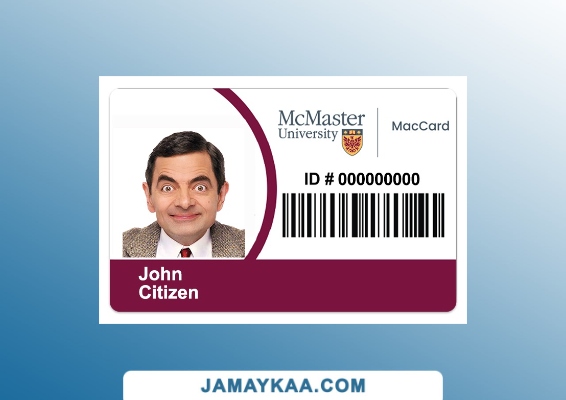 McMaster
University
MacCard
ID # 000000000
John
Citizen
JAMAYKAA.COM